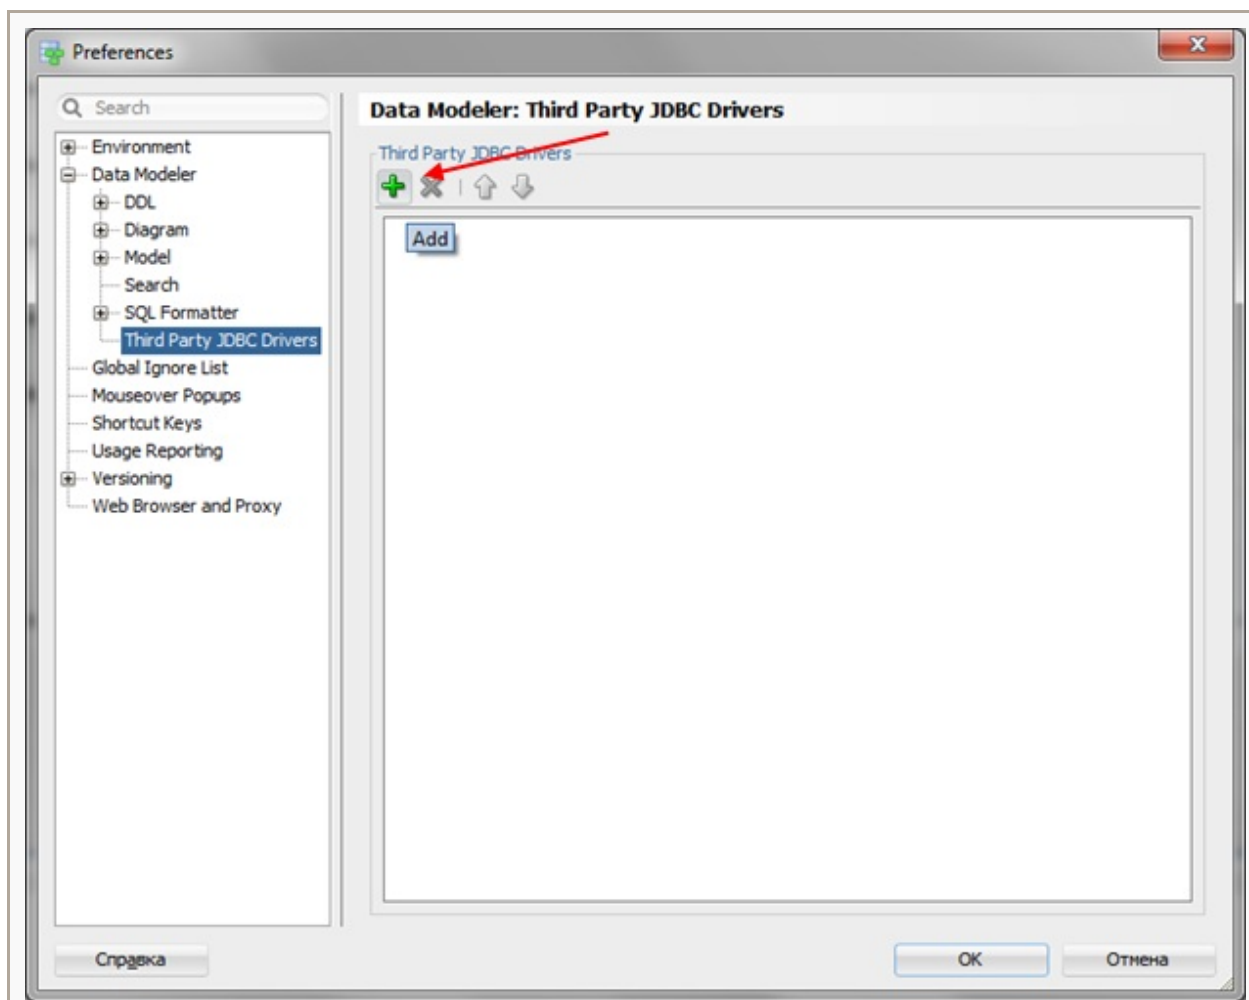 Preferences
Search
Data Modeler: Third Party JDBC Drivers
Environment
Data Modeler
DDL
Diagram
Model
Search
SQL Formatter
Third Party JDBC Drivers
Global Ignore List
Mouseover Popups
Shortcut Keys
Usage Reporting
Versioning
Web Browser and Proxy
Third Party JDBC Drivers
Add
Справка
OK
Отмена